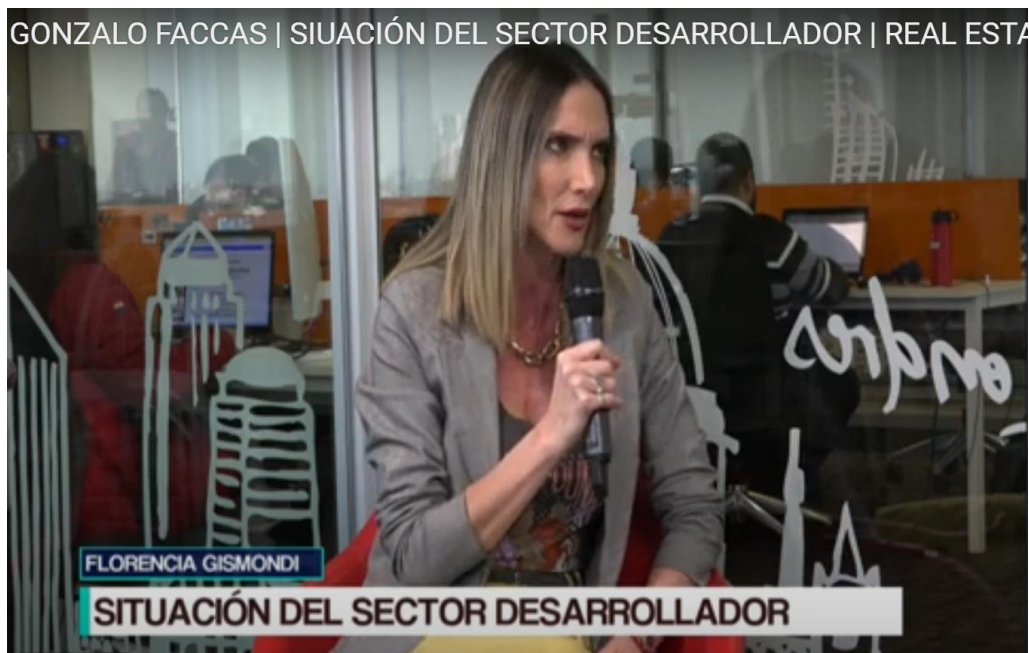 GONZALO FACCAS | SIUACIÓN DEL SECTOR DESARROLLADOR | REAL ESTA
FLORENCIA GISMONDI
SITUACIÓN DEL SECTOR DESARROLLADOR